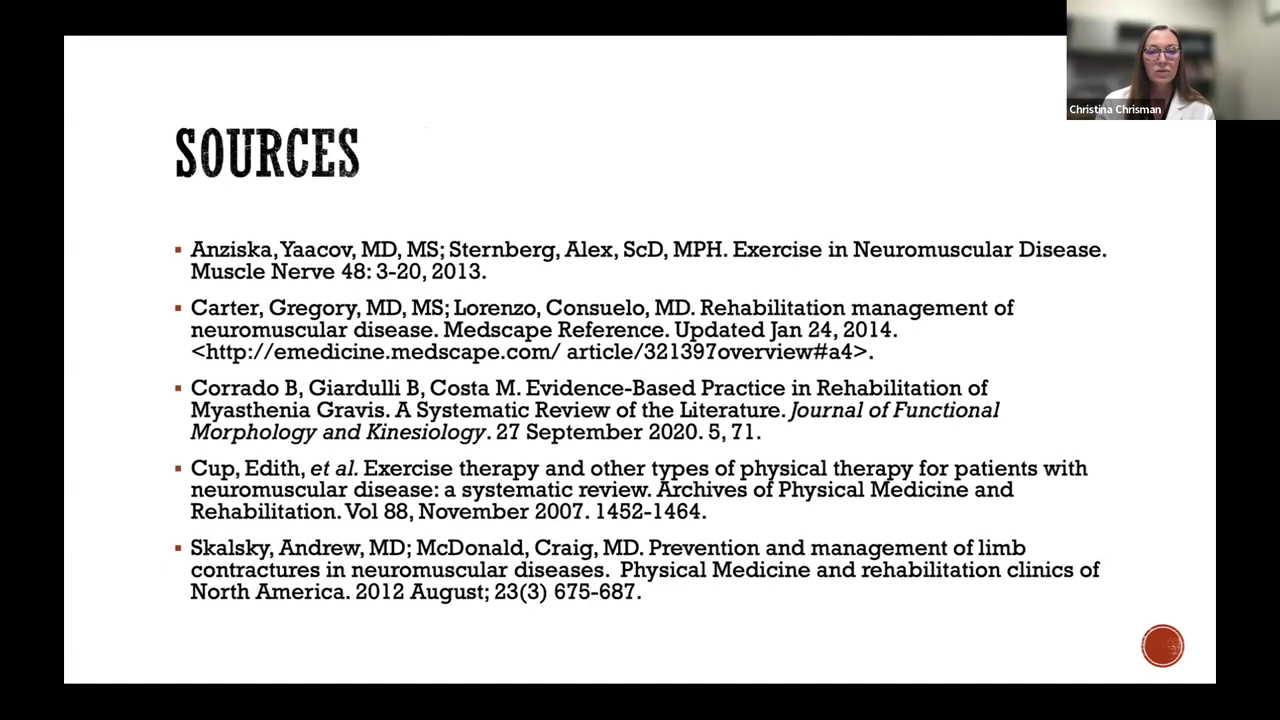 Christina Chrisman
SOURCES
▪ Anziska, Yaacov, MD, MS; Sternberg, Alex, ScD, MPH. Exercise in Neuromuscular Disease.
Muscle Nerve 48: 3-20, 2013.
▪ Carter, Gregory, MD, MS; Lorenzo, Consuelo, MD. Rehabilitation management of
neuromuscular disease. Medscape Reference. Updated Jan 24, 2014.
<http://emedicine.medscape.com/ article/321397overview#a4>.
▪ Corrado B, Giardulli B, Costa M. Evidence-Based Practice in Rehabilitation of
Myasthenia Gravis. A Systematic Review of the Literature. Journal of Functional
Morphology and Kinesiology. 27 September 2020. 5, 71.
▪ Cup, Edith, et al. Exercise therapy and other types of physical therapy for patients with
neuromuscular disease: a systematic review. Archives of Physical Medicine and
Rehabilitation. Vol 88, November 2007. 1452-1464.
▪ Skalsky, Andrew, MD; McDonald, Craig, MD. Prevention and management of limb
contractures in neuromuscular diseases. Physical Medicine and rehabilitation clinics of
North America. 2012 August; 23(3) 675-687.